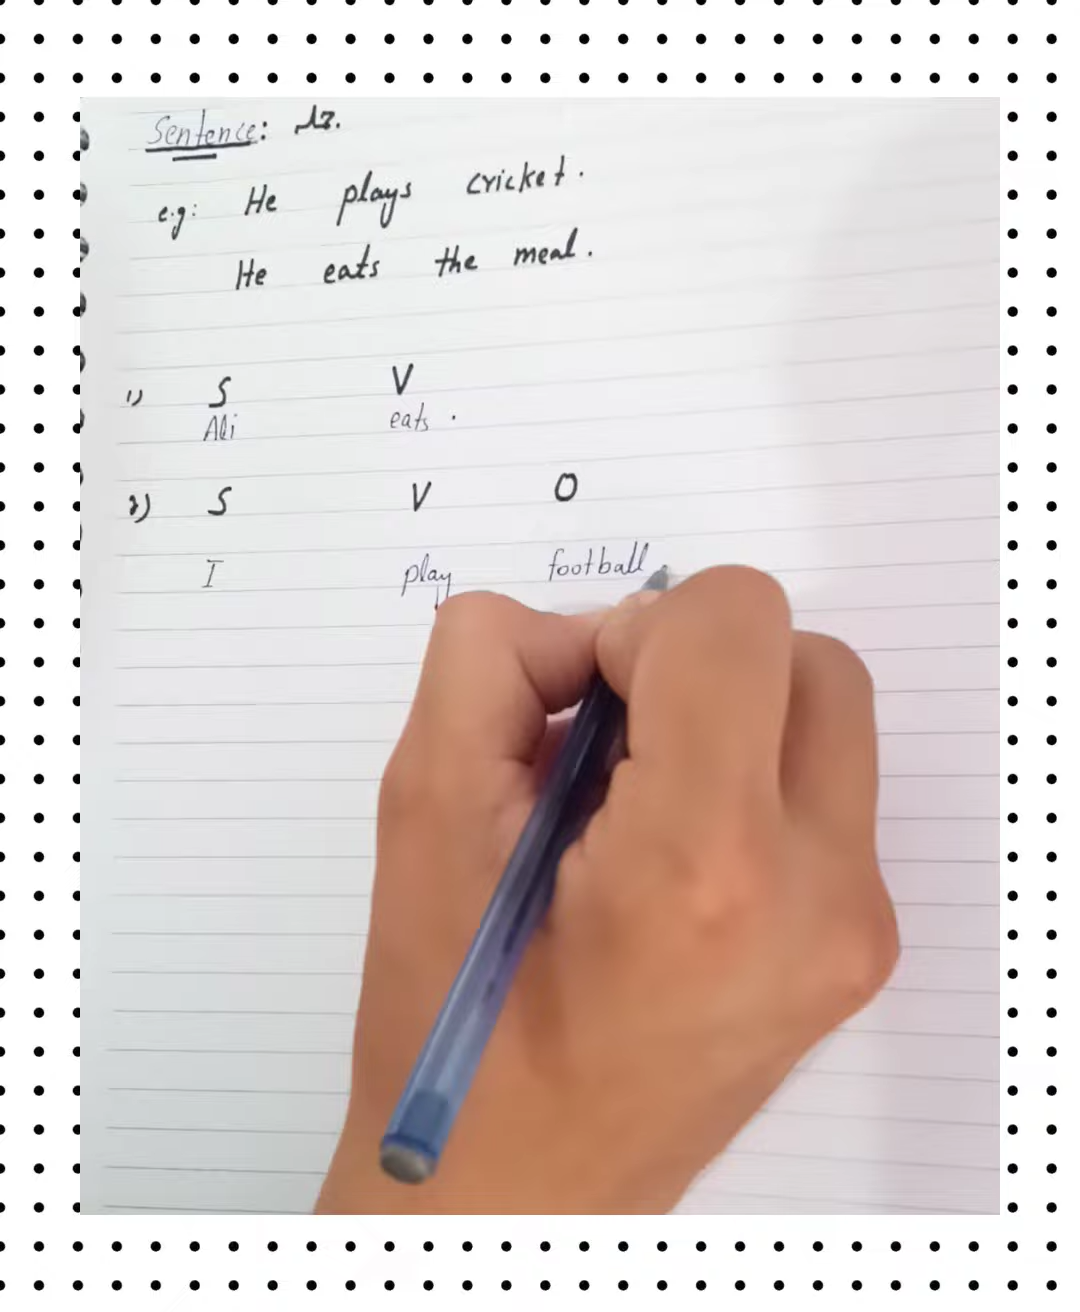 Sentence: جملہ.
e.g: He plays cricket.
He eats the meal.
1) S V
Ali eats.
2) S V O
I play football